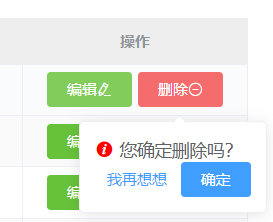 操作
编辑 删除
编
您确定删除吗?
我再想想 确定
编